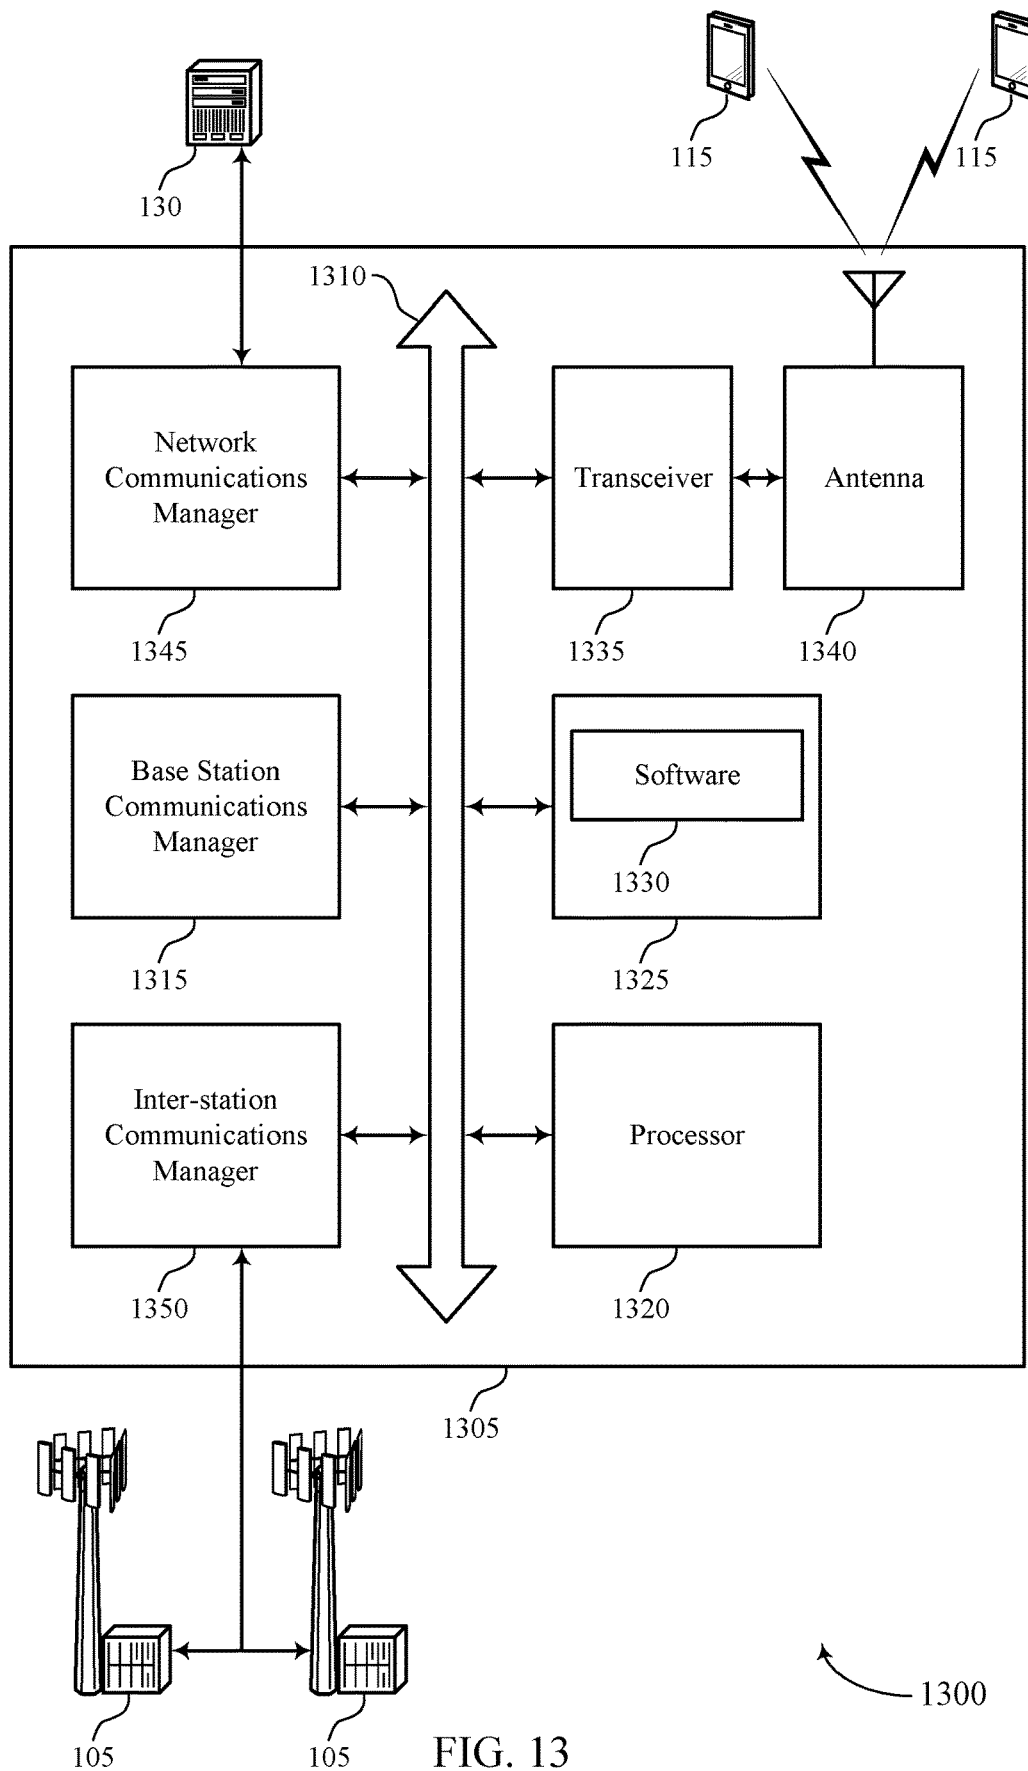 115
115
130
1310
Network
Communications
Manager
Transceiver
Antenna
1345
1335
1340
Base Station
Communications
Manager
Software
1330
1315
1325
Inter-station
Communications
Manager
Processor
1350
1320
1305
105
105
1300
FIG. 13